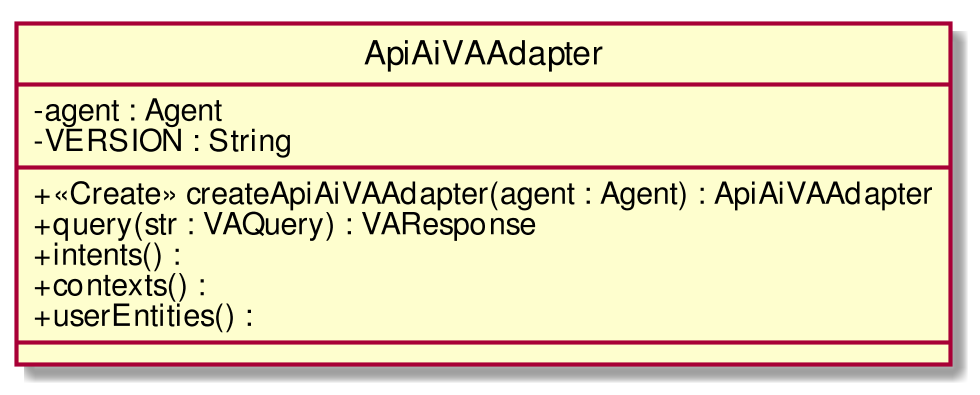 ApiAiVAAdapter
-agent : Agent
-VERSION : String
+«Create» createApiAiVAAdapter(agent : Agent) : ApiAiVAAdapter
+query(str : VAQuery) : VAResponse
+intents() :
+contexts() :
+userEntities() :